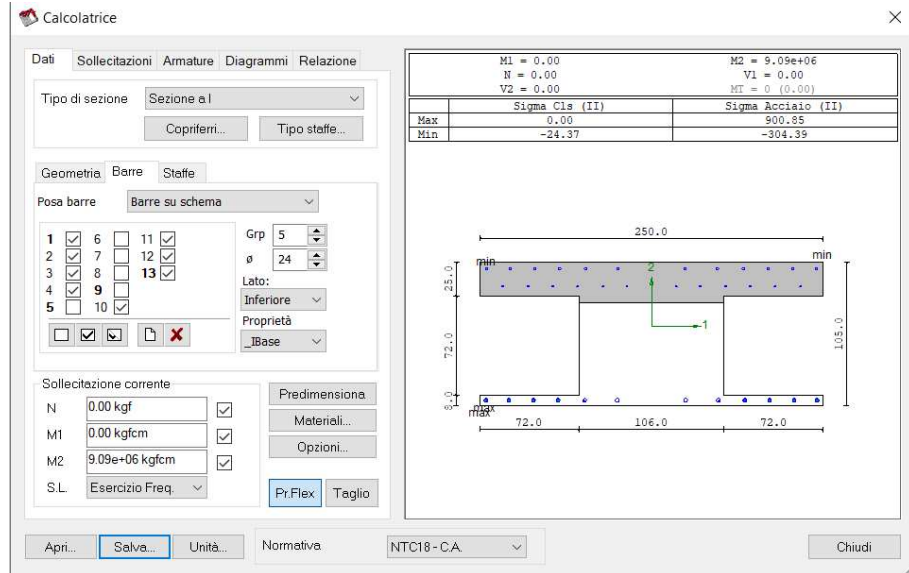 Calcolatrice
Dati Sollecitazioni Armature Diagrammi Relazione
Tipo di sezione Sezione a I
Copriferri... Tipo staffe...
Geometria Barre Staffe
Posa barre Barre su schema
1 6 11
2 7 12
3 8 13
4 9
5 10
Grp 5
ø 24
Lato:
Inferiore
Proprietà
_IBase
Sollecitazione corrente
N 0.00 kgf
M1 0.00 kgfcm
M2 9.09e+06 kgfcm
S.L. Esercizio Freq.
Predimensiona
Materiali...
Opzioni...
Pr.Flex Taglio
M1 = 0.00 M2 = 9.09e+06
N = 0.00 V1 = 0.00
V2 = 0.00 MT = 0 (0.00)
Sigma Cls (II) Sigma Acciaio (II)
Max 0.00 900.85
Min -24.37 -304.39
250.0
min min
25.0
2
1
72.0
105.0
8.0
max
72.0 106.0 72.0
Apri... Salva... Unità... Normativa NTC18 - C.A. Chiudi